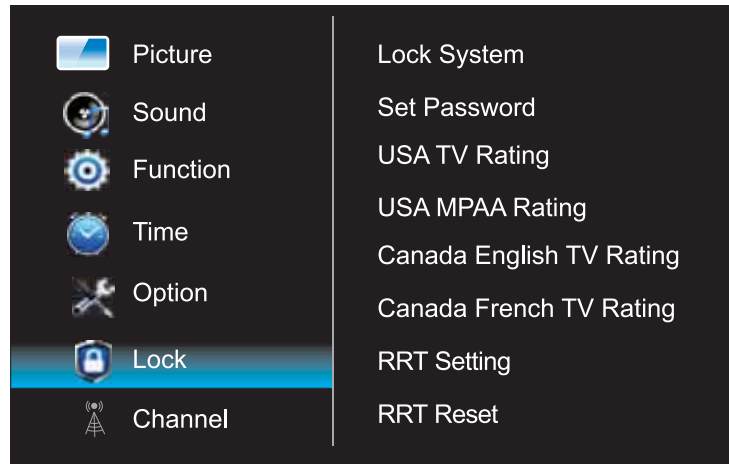 Picture
Sound
Function
Time
Option
Lock
Channel
Lock System
Set Password
USA TV Rating
USA MPAA Rating
Canada English TV Rating
Canada French TV Rating
RRT Setting
RRT Reset